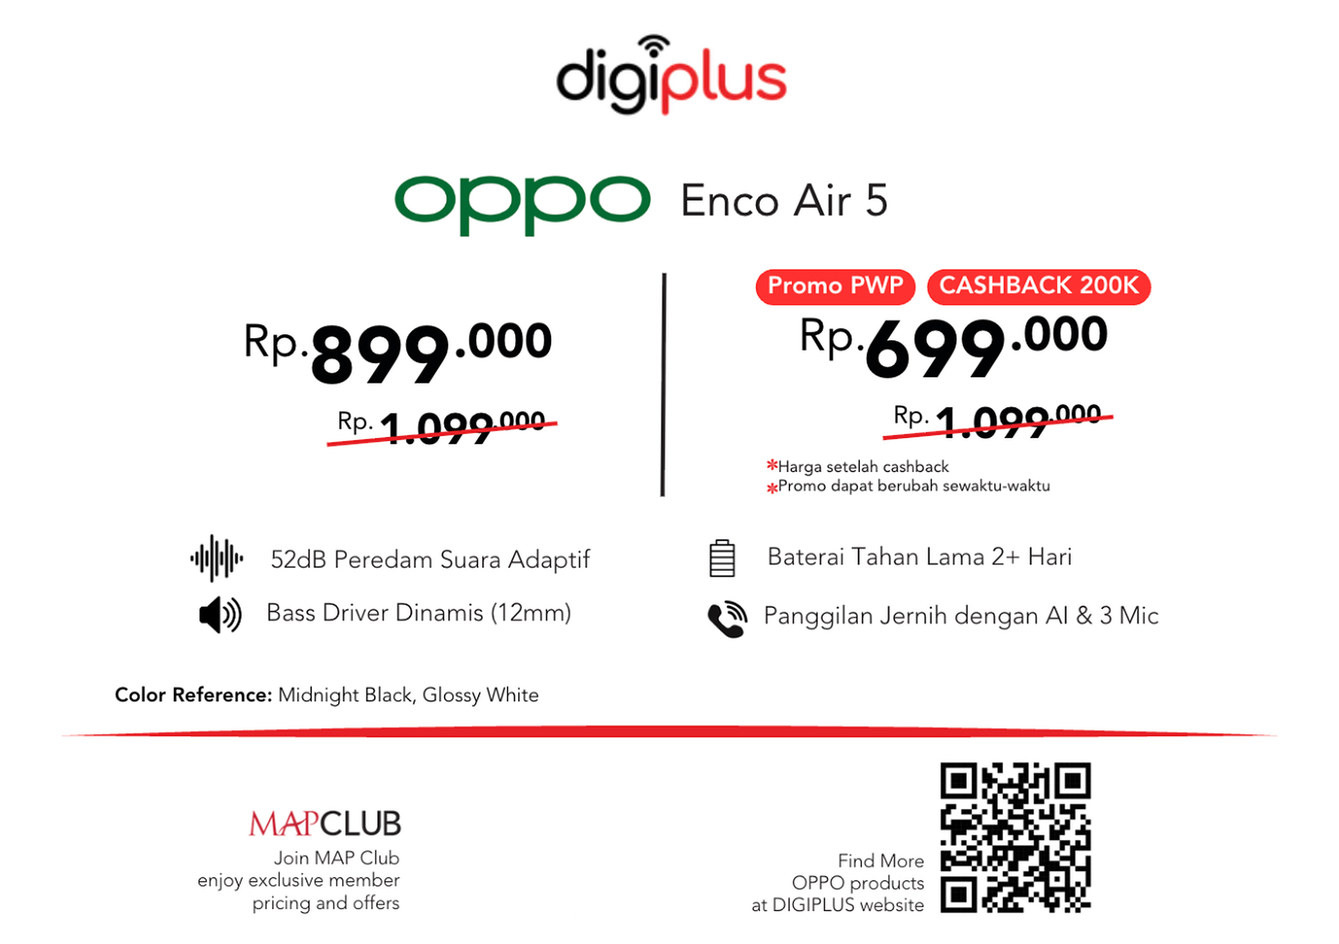 digiplus
oppo Enco Air 5
Rp.899.000
Rp. 1.099.000
Promo PWP CASHBACK 200K
Rp.699.000
Rp. 1.099.000
*Harga setelah cashback
*Promo dapat berubah sewaktu-waktu
52dB Peredam Suara Adaptif
Bass Driver Dinamis (12mm)
Baterai Tahan Lama 2+ Hari
Panggilan Jernih dengan AI & 3 Mic
Color Reference: Midnight Black, Glossy White
MAPCLUB
Join MAP Club
enjoy exclusive member
pricing and offers
Find More
OPPO products
at DIGIPLUS website